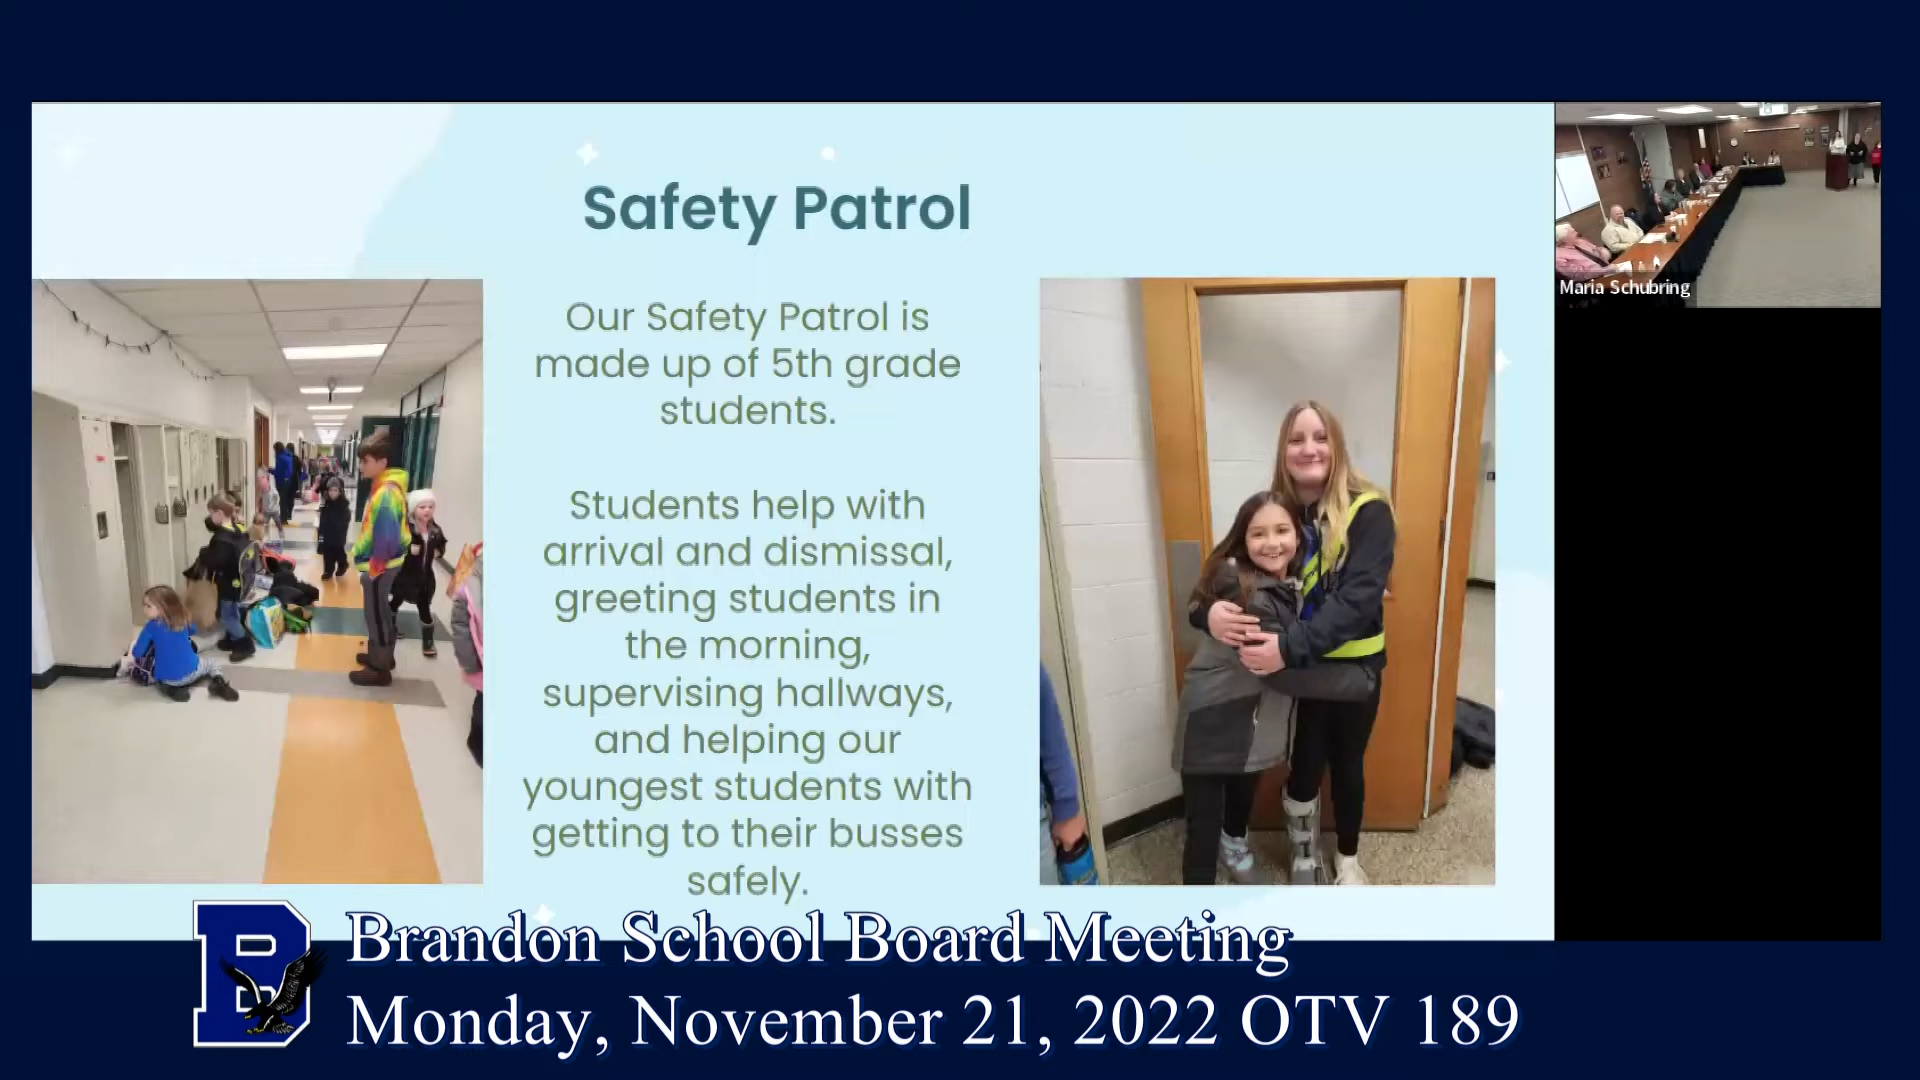 Safety Patrol
Our Safety Patrol is
made up of 5th grade
students.
Students help with
arrival and dismissal,
greeting students in
the morning,
supervising hallways,
and helping our
youngest students with
getting to their busses
safely.
Maria Schubring
B
Brandon School Board Meeting
Monday, November 21, 2022 OTV 189